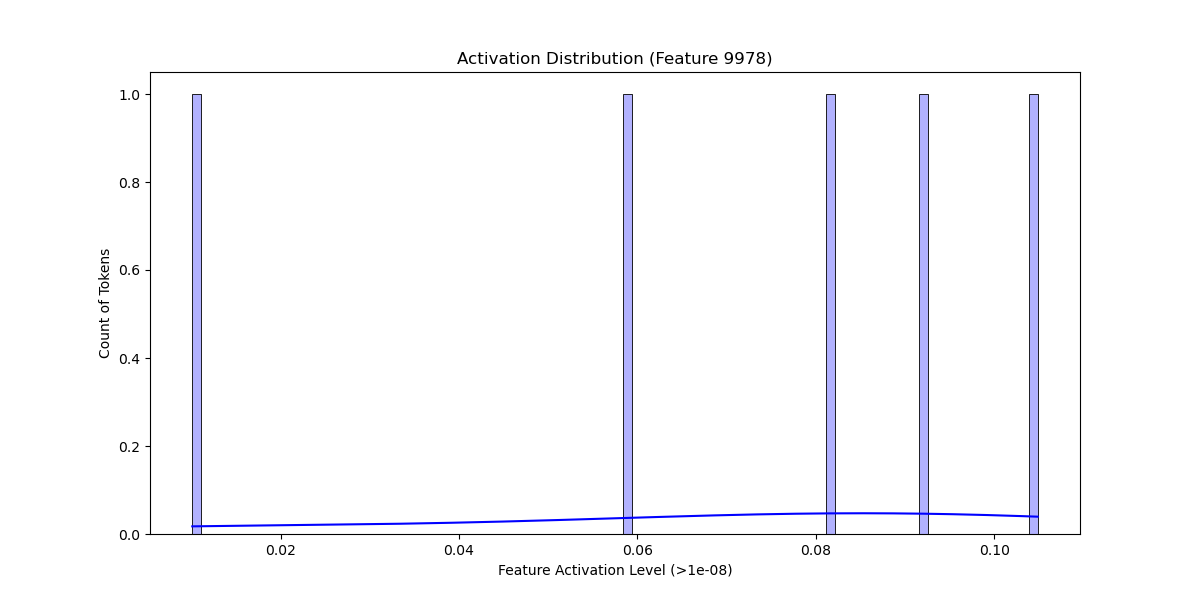 Activation Distribution (Feature 9978)
1.0
0.8
0.6
0.4
0.2
0.0
Count of Tokens
0.02 0.04 0.06 0.08 0.10
Feature Activation Level (>1e-08)